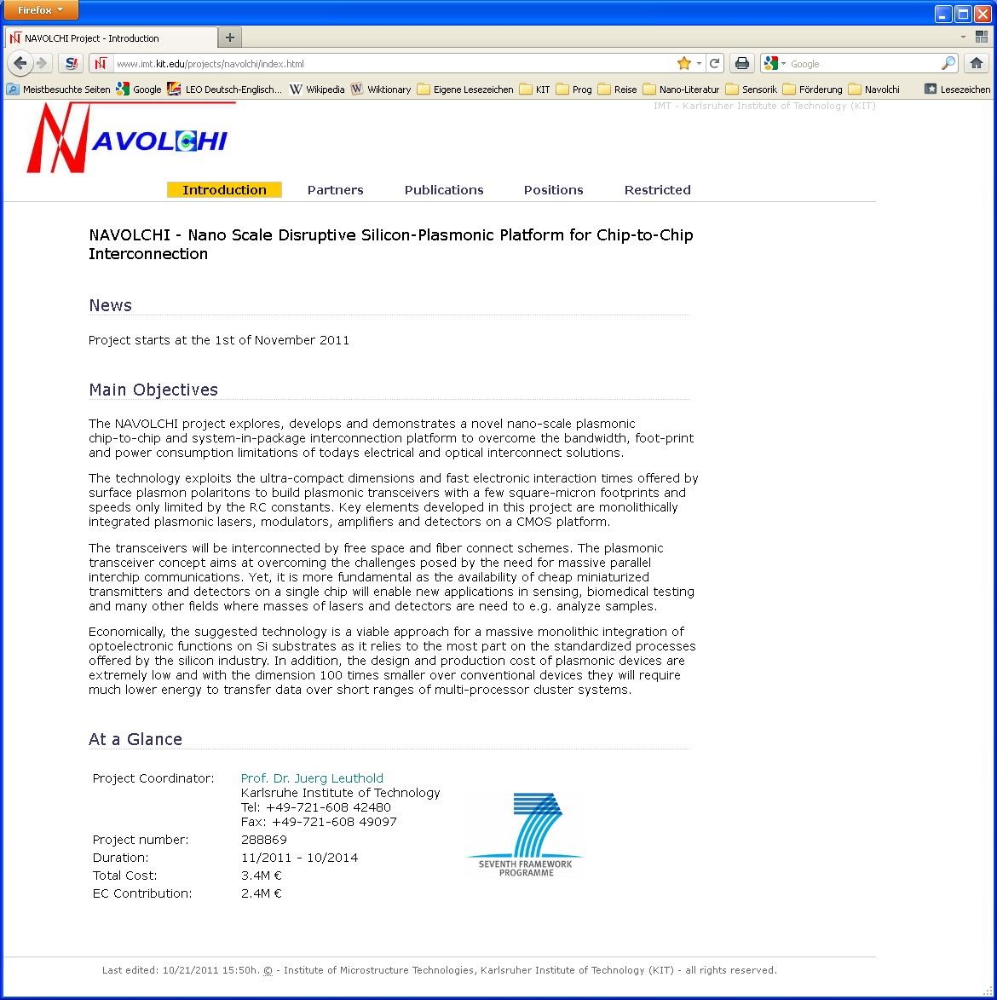 Firefox
NAVOLCHI Project - Introduction
www.imt.kit.edu/projects/navolchi/index.html
Google
Meistbesuchte Seiten Google LEO Deutsch-Englisch... Wikipedia Wiktionary Eigene Lesezeichen KIT Prog Reise Nano-Literatur Sensorik Förderung Navolchi Lesezeichen
IMT - Karlsruher Institute of Technology (KIT)
NAVOLCHI
Introduction Partners Publications Positions Restricted
NAVOLCHI - Nano Scale Disruptive Silicon-Plasmonic Platform for Chip-to-Chip
Interconnection
News
Project starts at the 1st of November 2011
Main Objectives
The NAVOLCHI project explores, develops and demonstrates a novel nano-scale plasmonic
chip-to-chip and system-in-package interconnection platform to overcome the bandwidth, foot-print
and power consumption limitations of todays electrical and optical interconnect solutions.
The technology exploits the ultra-compact dimensions and fast electronic interaction times offered by
surface plasmon polaritons to build plasmonic transceivers with a few square-micron footprints and
speeds only limited by the RC constants. Key elements developed in this project are monolithically
integrated plasmonic lasers, modulators, amplifiers and detectors on a CMOS platform.
The transceivers will be interconnected by free space and fiber connect schemes. The plasmonic
transceiver concept aims at overcoming the challenges posed by the need for massive parallel
interchip communications. Yet, it is more fundamental as the availability of cheap miniaturized
transmitters and detectors on a single chip will enable new applications in sensing, biomedical testing
and many other fields where masses of lasers and detectors are need to e.g. analyze samples.
Economically, the suggested technology is a viable approach for a massive monolithic integration of
optoelectronic functions on Si substrates as it relies to the most part on the standardized processes
offered by the silicon industry. In addition, the design and production cost of plasmonic devices are
extremely low and with the dimension 100 times smaller over conventional devices they will require
much lower energy to transfer data over short ranges of multi-processor cluster systems.
At a Glance
Project Coordinator: Prof. Dr. Juerg Leuthold
Karlsruhe Institute of Technology
Tel: +49-721-608 42480
Fax: +49-721-608 49097
Project number: 288869
Duration: 11/2011 - 10/2014
Total Cost: 3.4M €
EC Contribution: 2.4M €
SEVENTH FRAMEWORK
PROGRAMME
Last edited: 10/21/2011 15:50h. © - Institute of Microstructure Technologies, Karlsruher Institute of Technology (KIT) - all rights reserved.